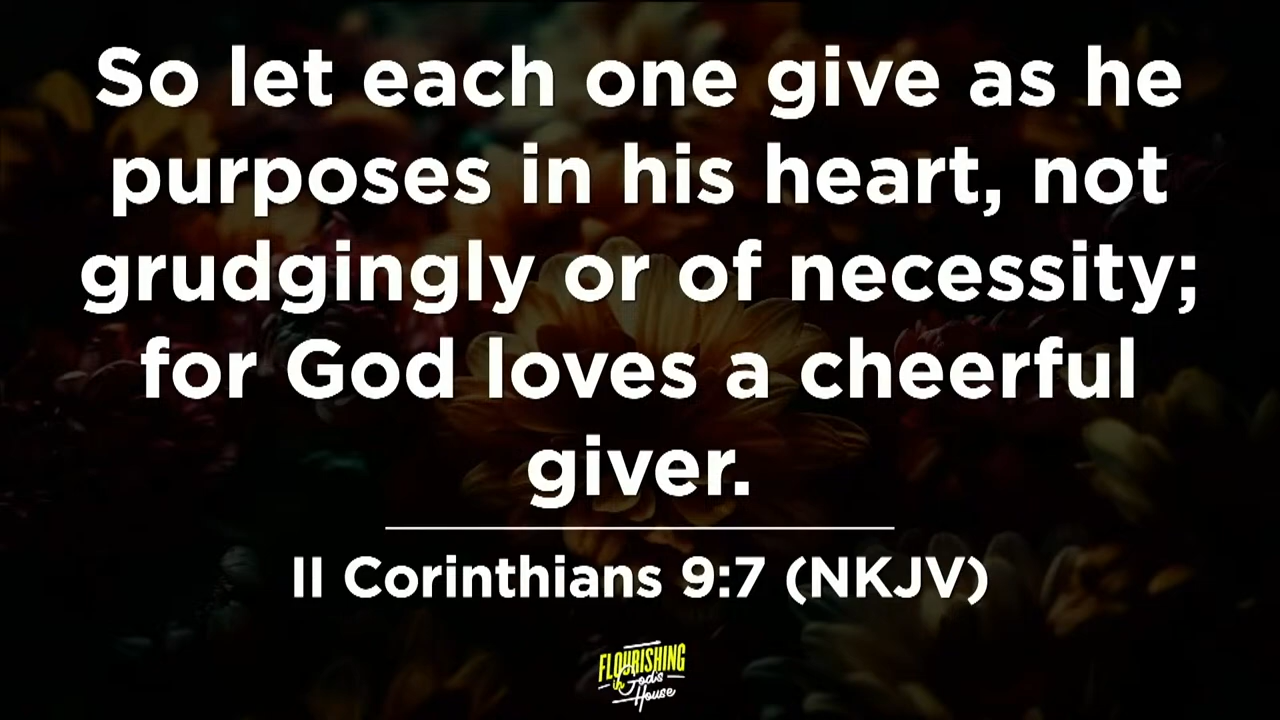 So let each one give as he
purposes in his heart, not
grudgingly or of necessity;
for God loves a cheerful
giver.
II Corinthians 9:7 (NKJV)
FLOURISHING
in God's
House